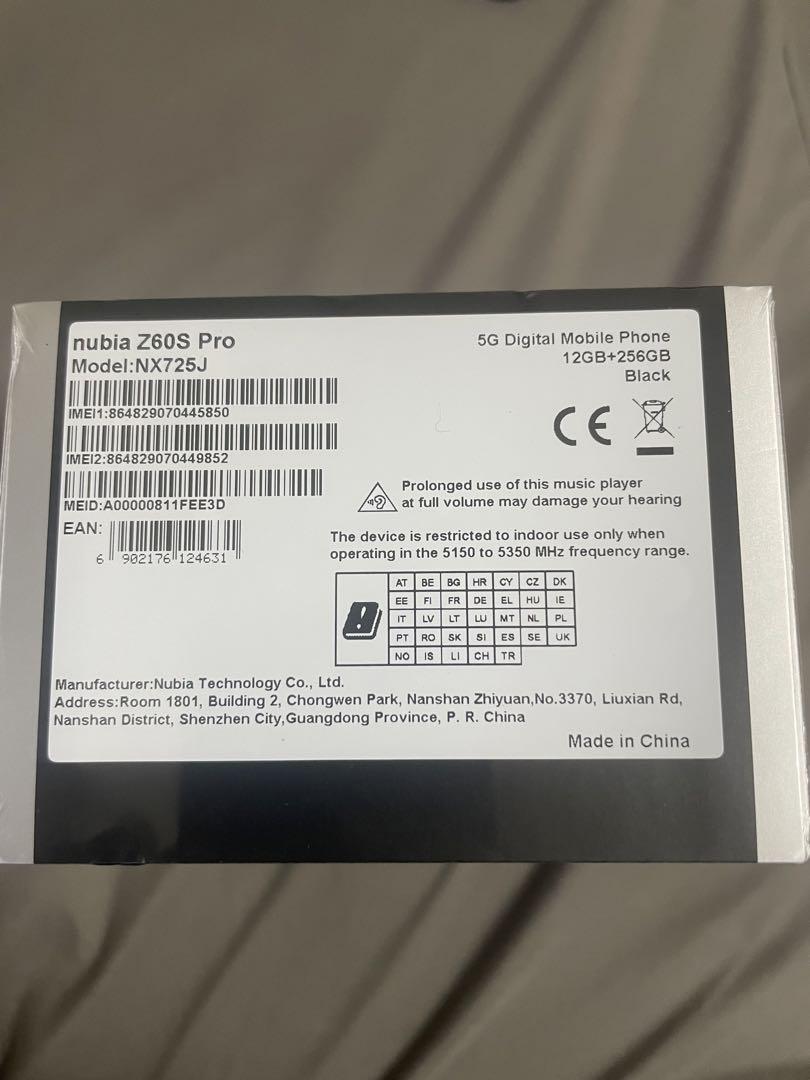 nubia Z60S Pro
Model:NX725J
IMEI1:864829070445850
IMEI2:864829070449852
MEID:A00000811FEE3D
EAN:
6 902176 124631
5G Digital Mobile Phone
12GB+256GB
Black
CE
Prolonged use of this music player
at full volume may damage your hearing
The device is restricted to indoor use only when
operating in the 5150 to 5350 MHz frequency range.
AT BE BG HR CY CZ DK
EE FI FR DE EL HU IE
IT LV LT LU MT NL PL
PT RO SK SI ES SE UK
NO IS LI CH TR
Manufacturer:Nubia Technology Co., Ltd.
Address:Room 1801, Building 2, Chongwen Park, Nanshan Zhiyuan,No.3370, Liuxian Rd,
Nanshan District, Shenzhen City,Guangdong Province, P. R. China
Made in China